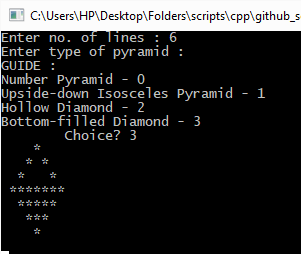 C:\Users\HP\Desktop\Folders\scripts\cpp\github_s
Enter no. of lines : 6
Enter type of pyramid :
GUIDE :
Number Pyramid - 0
Upside-down Isosceles Pyramid - 1
Hollow Diamond - 2
Bottom-filled Diamond - 3
        Choice? 3
    *
   * *
  *   *
 *******
  *****
   ***
    *